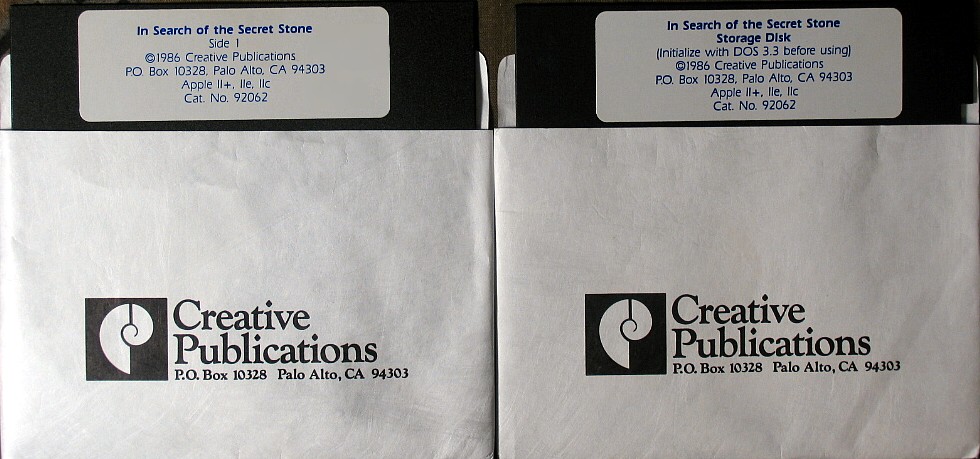 In Search of the Secret Stone
Side 1
©1986 Creative Publications
P.O. Box 10328, Palo Alto, CA 94303
Apple II+, IIe, IIc
Cat. No. 92062
In Search of the Secret Stone
Storage Disk
(Initialize with DOS 3.3 before using)
©1986 Creative Publications
P.O. Box 10328, Palo Alto, CA 94303
Apple II+, IIe, IIc
Cat. No. 92062
Creative
Publications
P.O. Box 10328 Palo Alto, CA 94303
Creative
Publications
P.O. Box 10328 Palo Alto, CA 94303